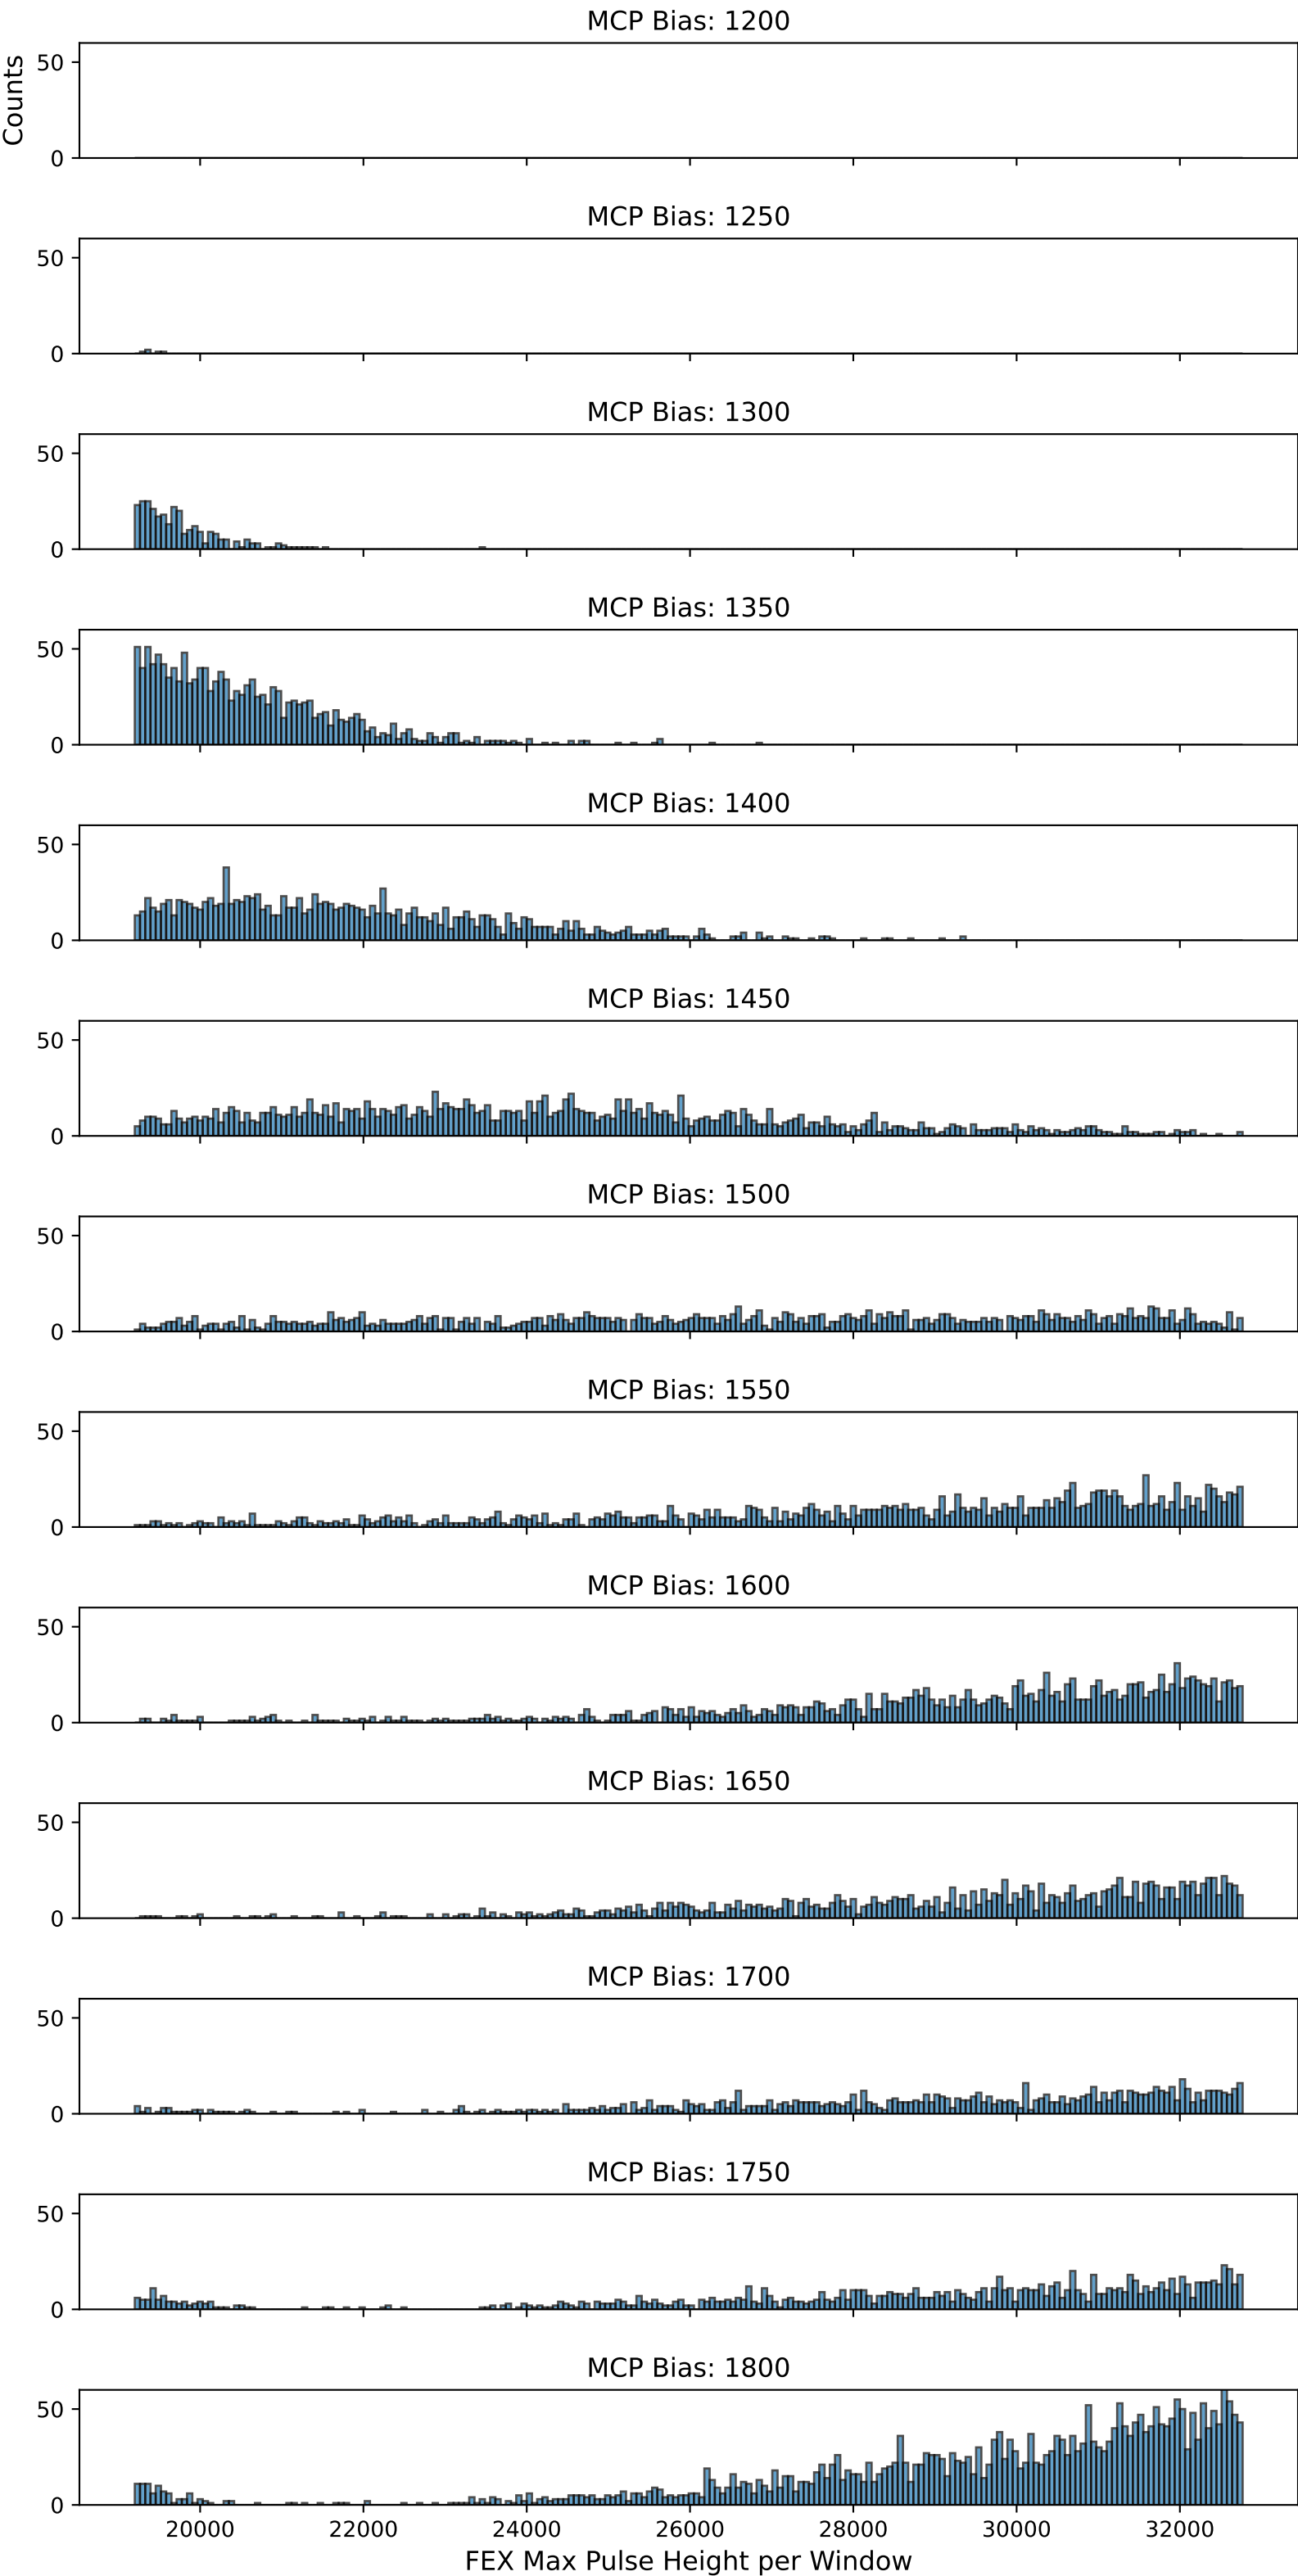 MCP Bias: 1200
Counts
50
0
MCP Bias: 1250
50
0
MCP Bias: 1300
50
0
MCP Bias: 1350
50
0
MCP Bias: 1400
50
0
MCP Bias: 1450
50
0
MCP Bias: 1500
50
0
MCP Bias: 1550
50
0
MCP Bias: 1600
50
0
MCP Bias: 1650
50
0
MCP Bias: 1700
50
0
MCP Bias: 1750
50
0
MCP Bias: 1800
50
0
20000 22000 24000 26000 28000 30000 32000
FEX Max Pulse Height per Window